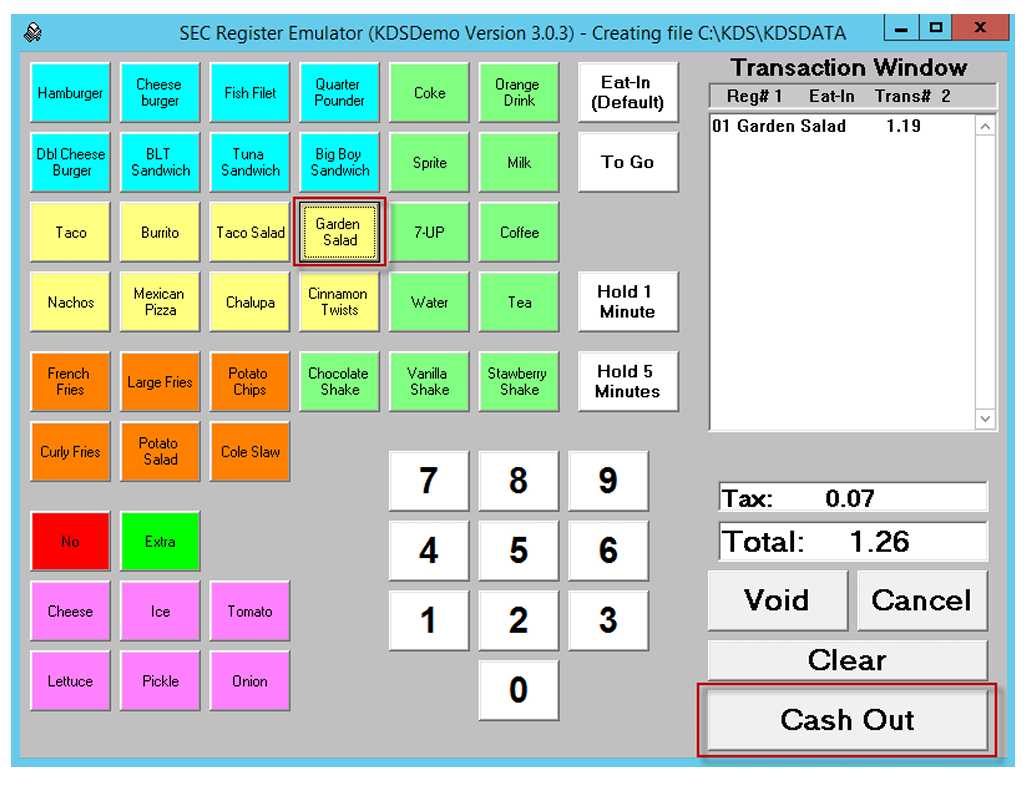 SEC Register Emulator (KDSDemo Version 3.0.3) - Creating file C:\KDS\KDSDATA
Hamburger
Cheese
burger
Fish Filet
Quarter
Pounder
Coke
Orange
Drink
Eat-In
(Default)
Dbl Cheese
Burger
BLT
Sandwich
Tuna
Sandwich
Big Boy
Sandwich
Sprite
Milk
To Go
Taco
Burrito
Taco Salad
Garden
Salad
7-UP
Coffee
Nachos
Mexican
Pizza
Chalupa
Cinnamon
Twists
Water
Tea
Hold 1
Minute
French
Fries
Large Fries
Potato
Chips
Chocolate
Shake
Vanilla
Shake
Stawberry
Shake
Hold 5
Minutes
Curly Fries
Potato
Salad
Cole Slaw
No
Extra
Cheese
Ice
Tomato
Lettuce
Pickle
Onion
7 8 9
4 5 6
1 2 3
0
Transaction Window
Reg# 1 Eat-In Trans# 2
01 Garden Salad 1.19
Tax: 0.07
Total: 1.26
Void
Cancel
Clear
Cash Out